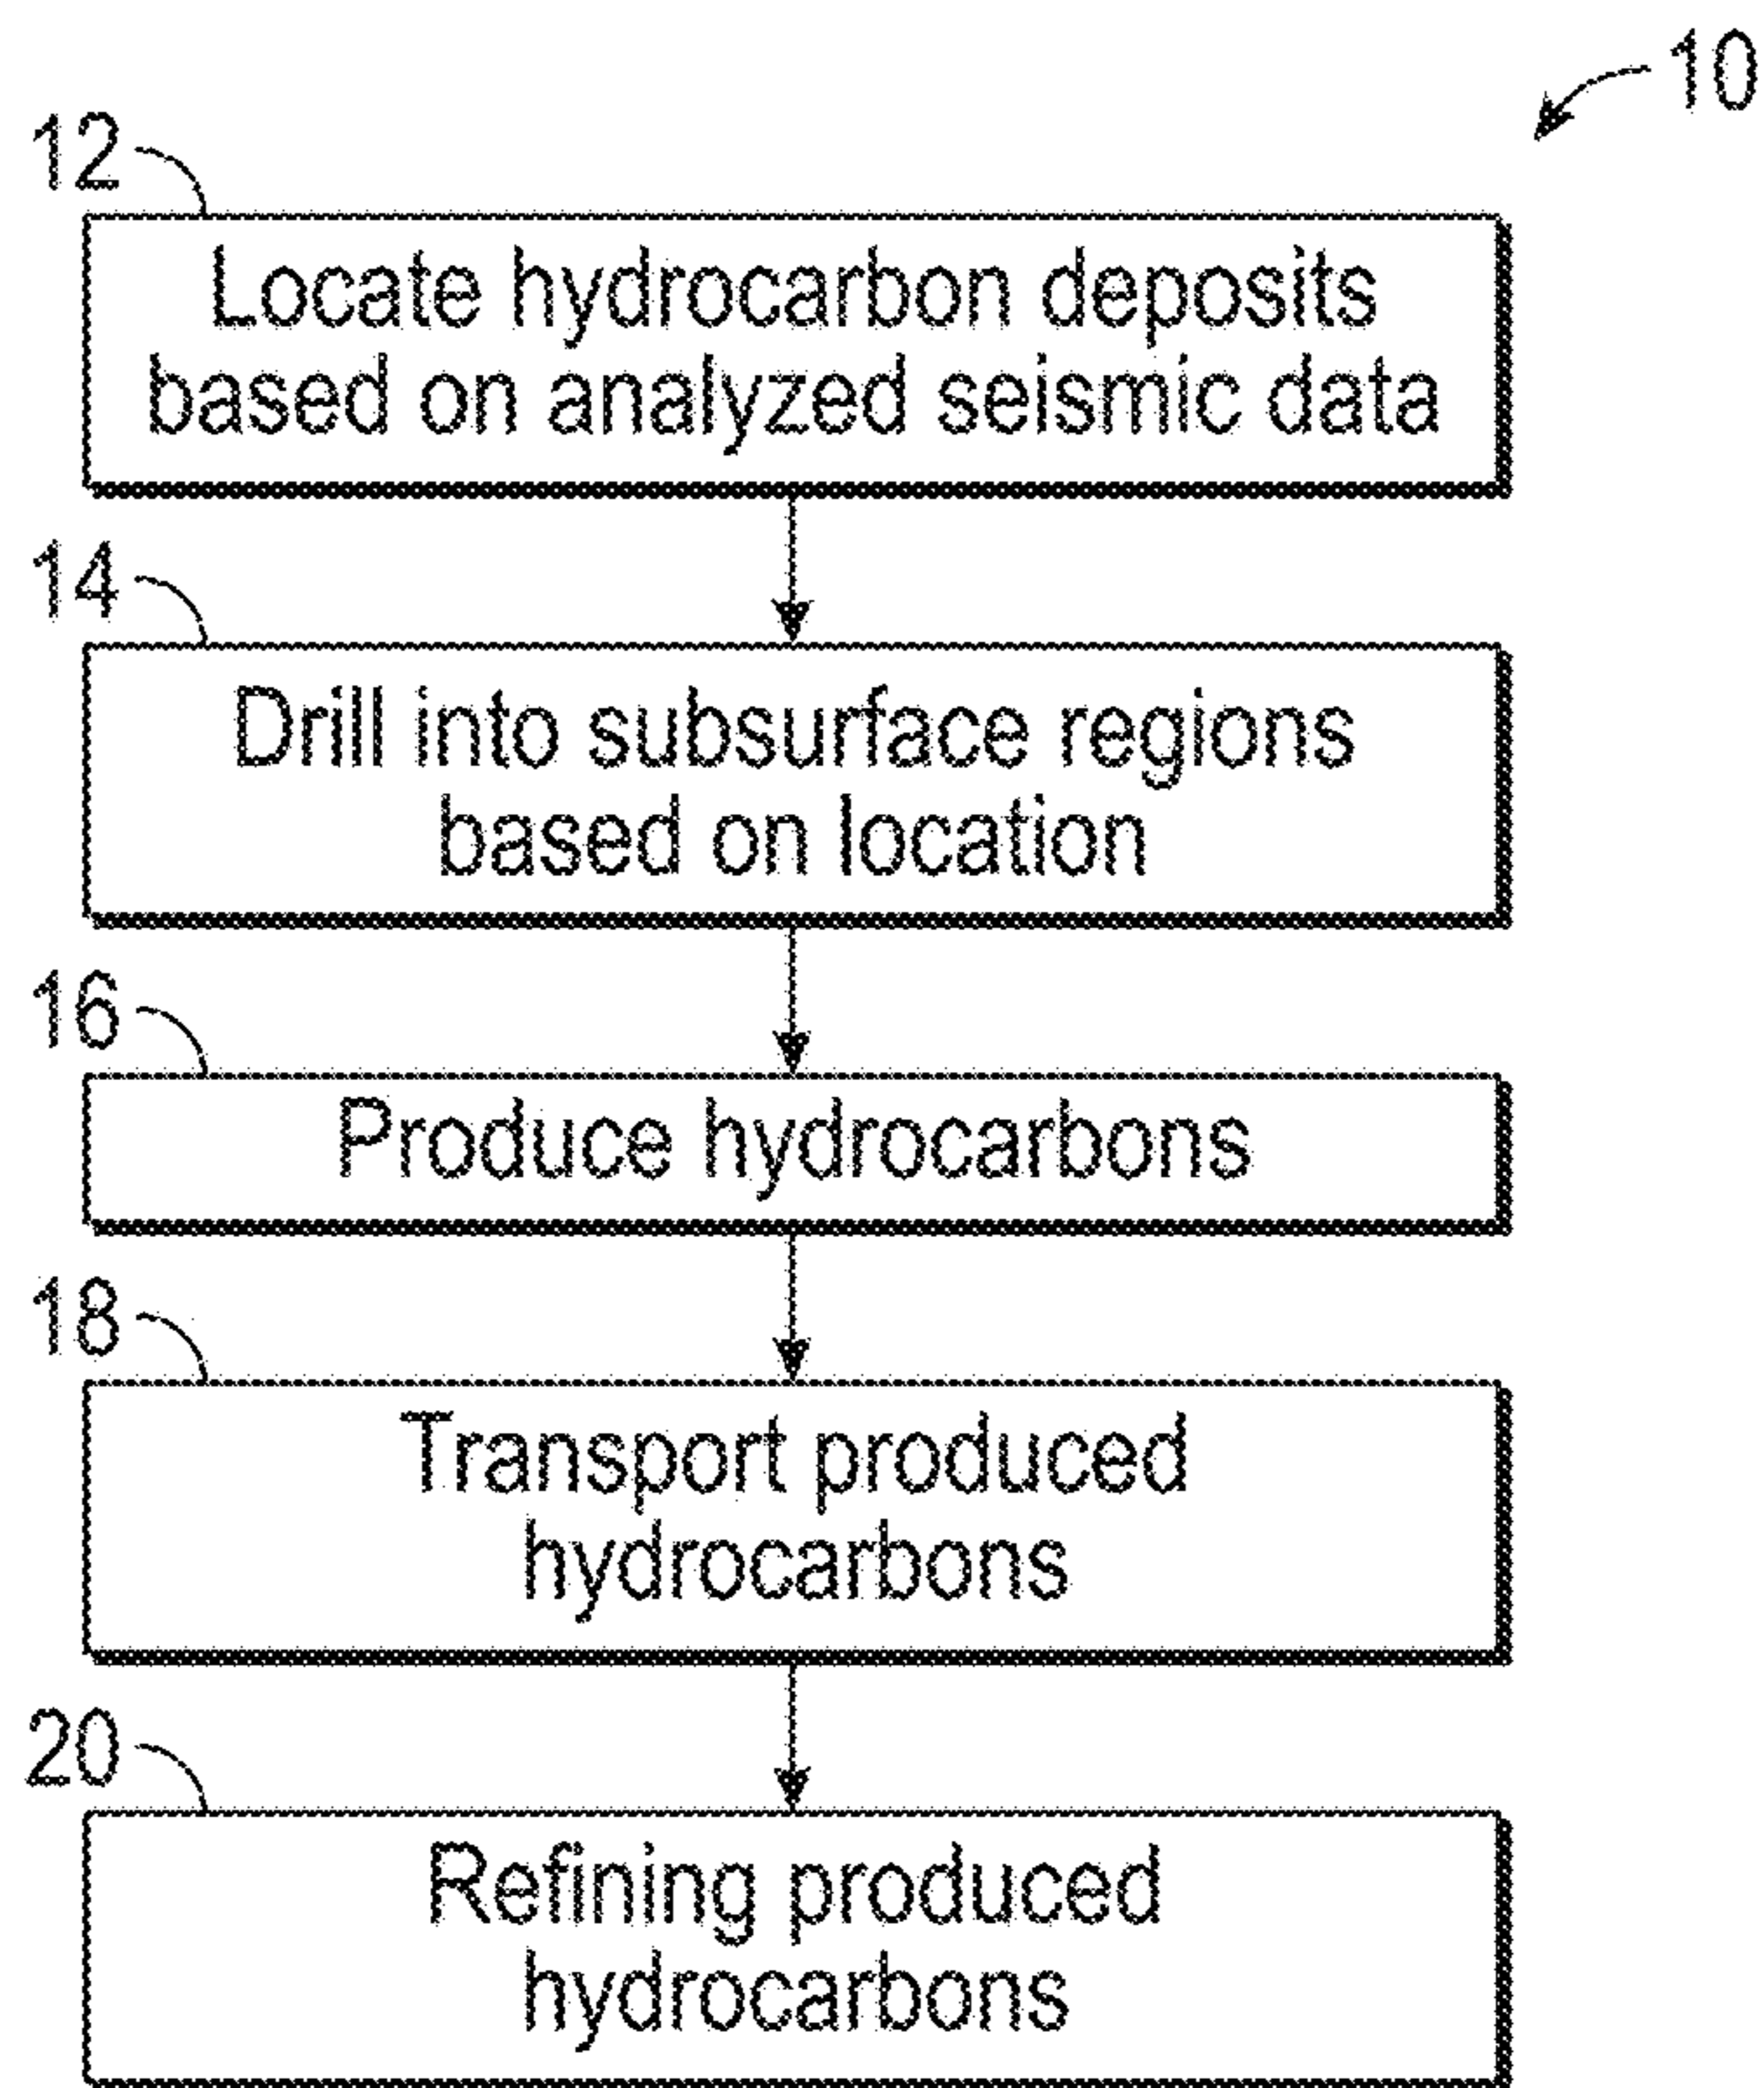 10
12
Locate hydrocarbon deposits
based on analyzed seismic data
14
Drill into subsurface regions
based on location
16
Produce hydrocarbons
18
Transport produced
hydrocarbons
20
Refining produced
hydrocarbons